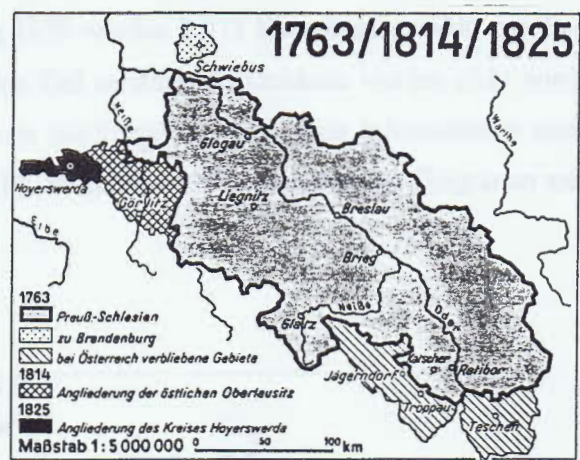 1763/1814/1825
Schwiebus
Neiße
Warthe
Glogau
Hoyerswerda
Görlitz
Liegnitz
Breslau
Elbe
Brieg
Neiße
Oder
Glatz
Katscher
Ratibor
Jägerndorf
Troppau
Teschen
1763
Preuß-Schlesien
zu Brandenburg
bei Österreich verbliebene Gebiete
1814
Angliederung der östlichen Oberlausitz
1825
Angliederung des Kreises Hoyerswerda
Maßstab 1:5 000 000 0 50 100 km